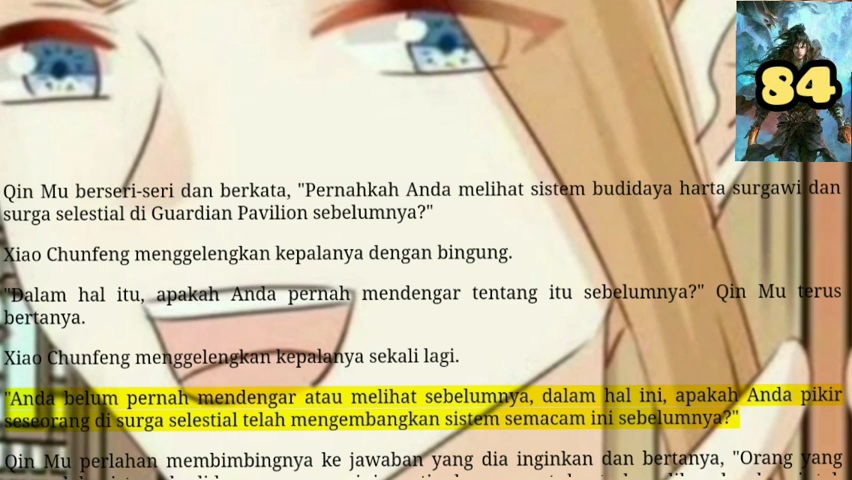 84
Qin Mu berseri-seri dan berkata, "Pernahkah Anda melihat sistem budidaya harta surgawi dan
surga selestial di Guardian Pavilion sebelumnya?"
Xiao Chunfeng menggelengkan kepalanya dengan bingung.
"Dalam hal itu, apakah Anda pernah mendengar tentang itu sebelumnya?" Qin Mu terus
bertanya.
Xiao Chunfeng menggelengkan kepalanya sekali lagi.
"Anda belum pernah mendengar atau melihat sebelumnya, dalam hal ini, apakah Anda pikir
seseorang di surga selestial telah mengembangkan sistem semacam ini sebelumnya?"
Qin Mu perlahan membimbingnya ke jawaban yang dia inginkan dan bertanya, "Orang yang